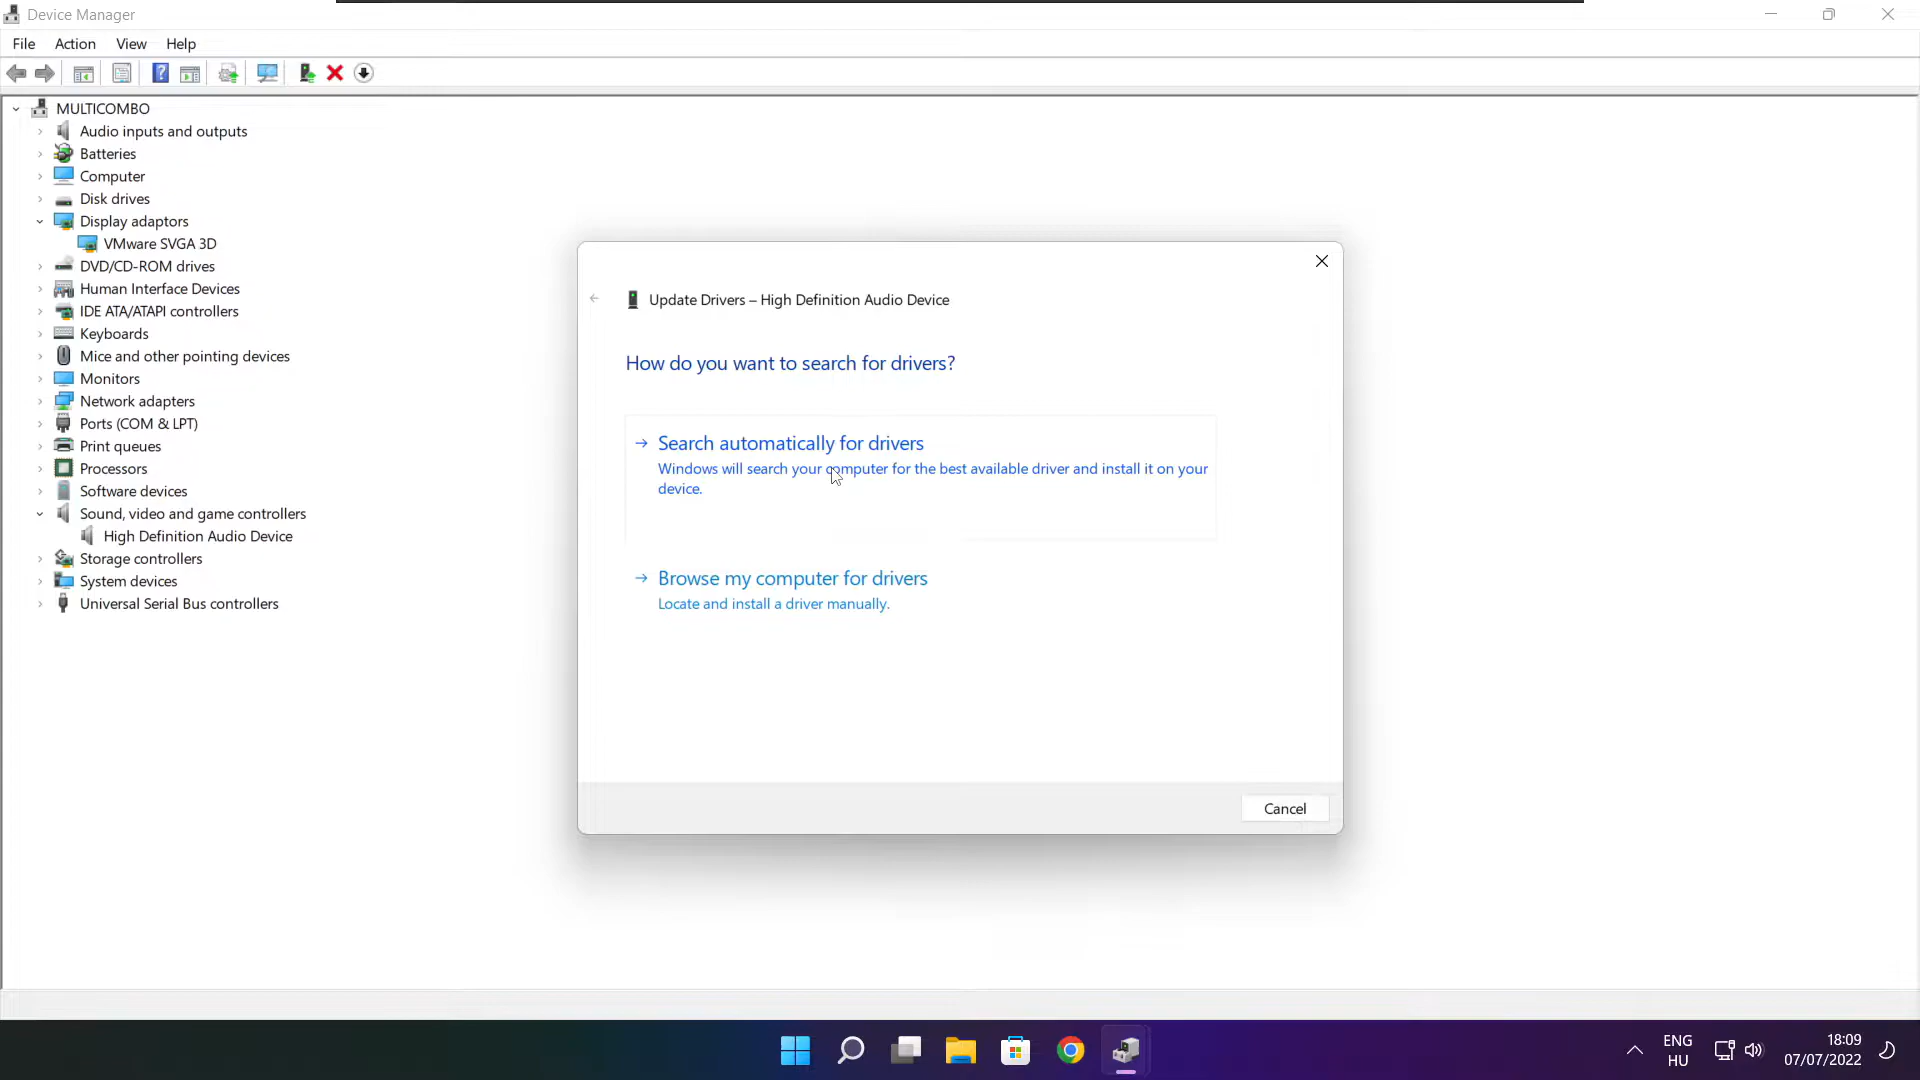 Device Manager
File Action View Help
MULTICOMBO
Audio inputs and outputs
Batteries
Computer
Disk drives
Display adaptors
VMware SVGA 3D
DVD/CD-ROM drives
Human Interface Devices
IDE ATA/ATAPI controllers
Keyboards
Mice and other pointing devices
Monitors
Network adapters
Ports (COM & LPT)
Print queues
Processors
Software devices
Sound, video and game controllers
High Definition Audio Device
Storage controllers
System devices
Universal Serial Bus controllers
Update Drivers – High Definition Audio Device
How do you want to search for drivers?
Search automatically for drivers
Windows will search your computer for the best available driver and install it on your
device.
Browse my computer for drivers
Locate and install a driver manually.
Cancel
ENG
HU
18:09
07/07/2022